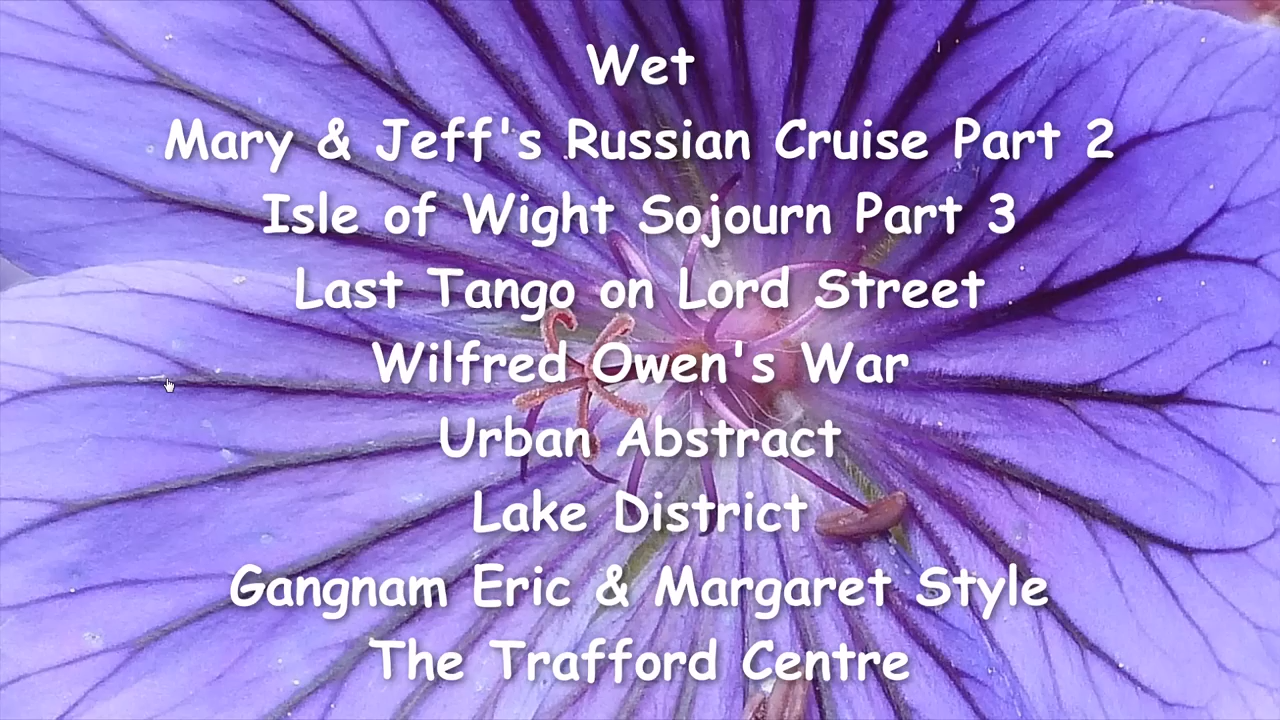 Wet
Mary & Jeff's Russian Cruise Part 2
Isle of Wight Sojourn Part 3
Last Tango on Lord Street
Wilfred Owen's War
Urban Abstract
Lake District
Gangnam Eric & Margaret Style
The Trafford Centre